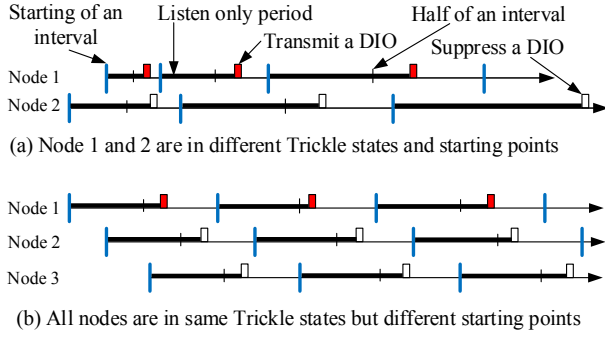 Starting of an
interval
Listen only period
Transmit a DIO
Half of an interval
Suppress a DIO
Node 1
Node 2
(a) Node 1 and 2 are in different Trickle states and starting points
Node 1
Node 2
Node 3
(b) All nodes are in same Trickle states but different starting points